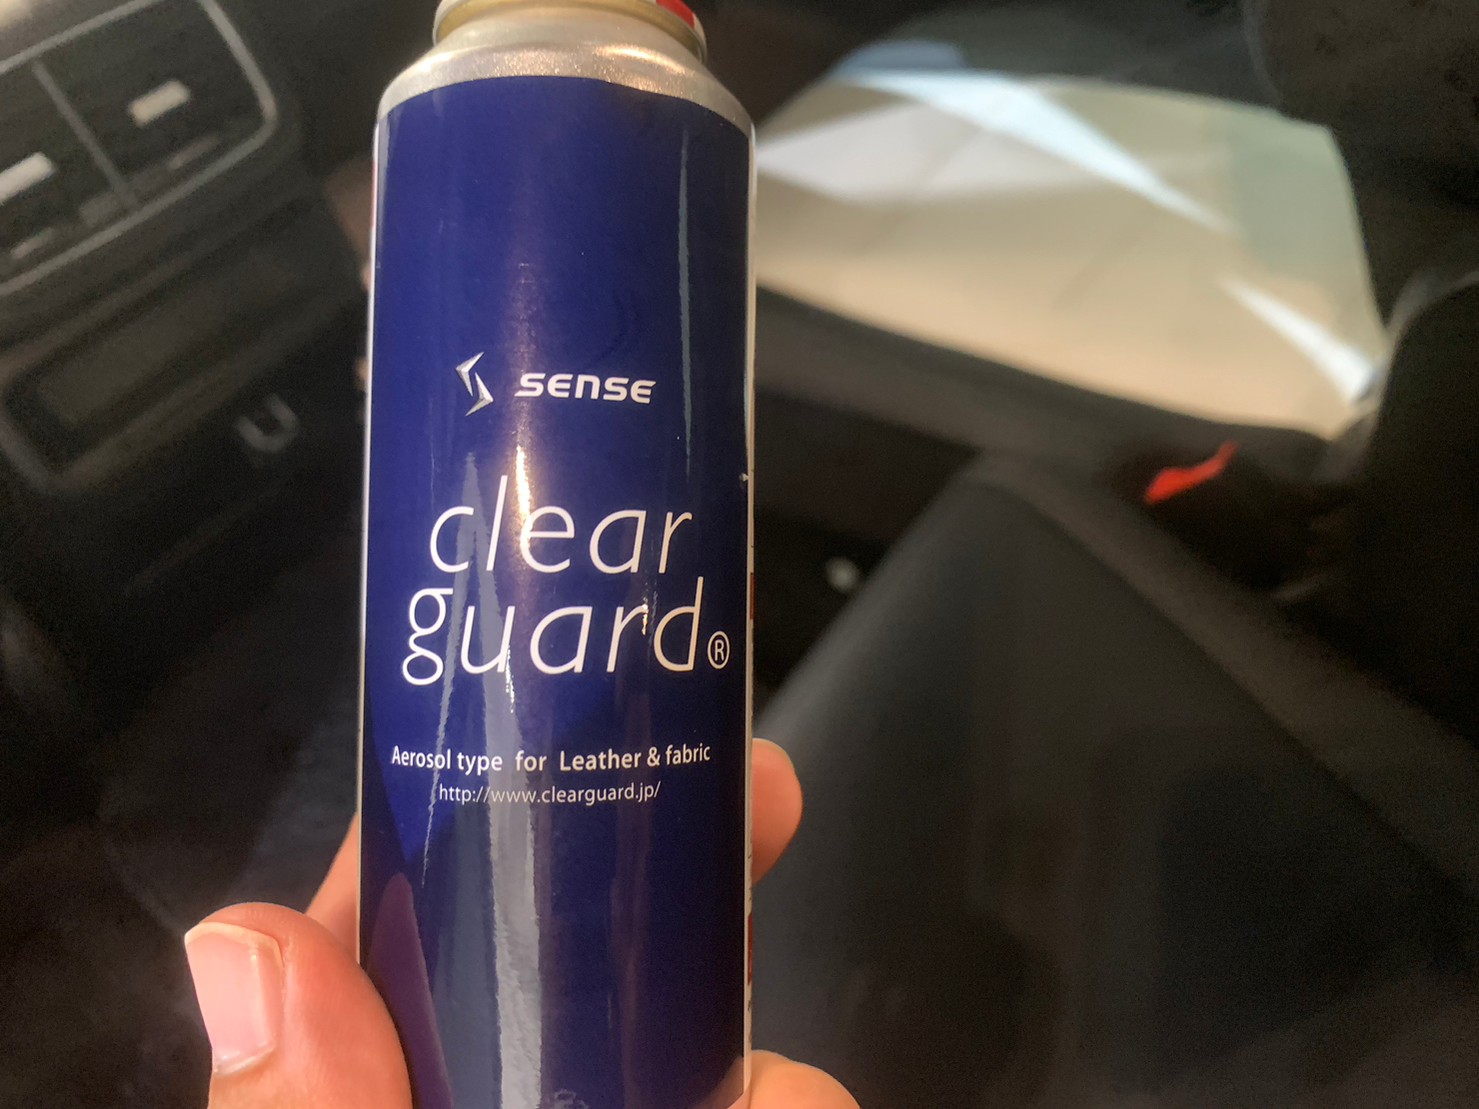 SENSE
clear
guard®
Aerosol type for Leather & fabric
http://www.clearguard.jp/